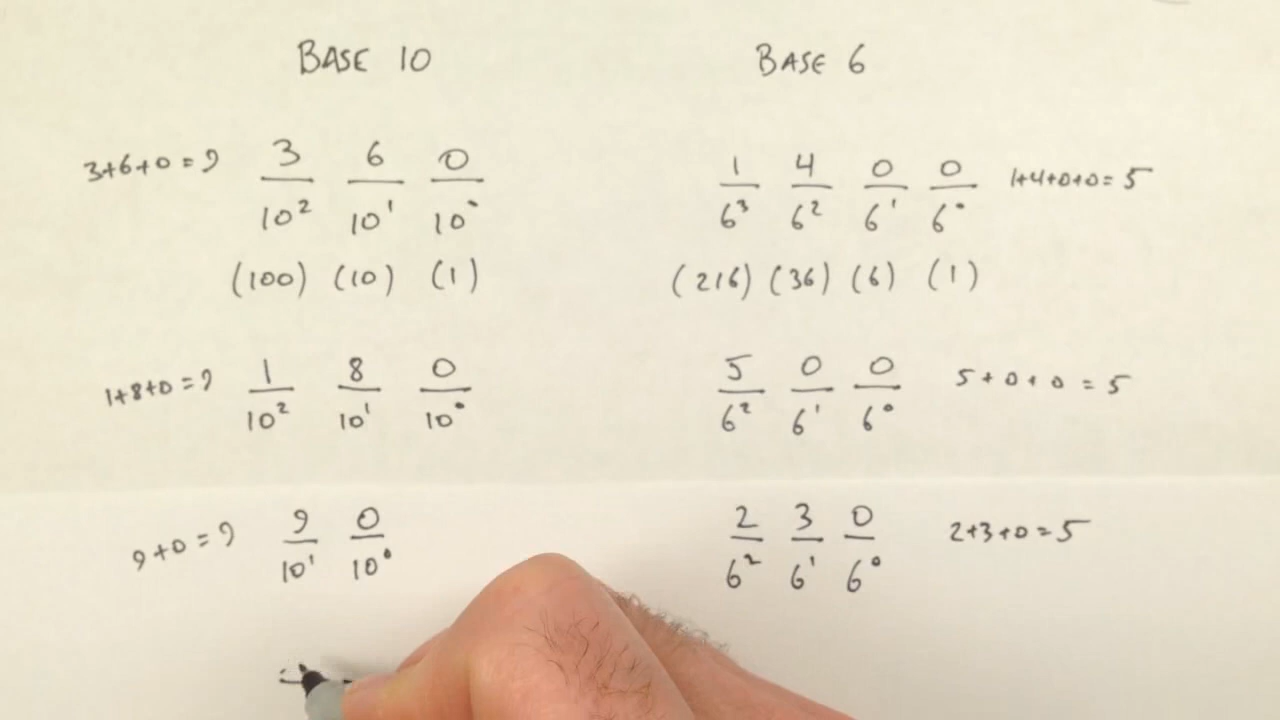 BASE 10 BASE 6
3+6+0=9 3 6 0 1 4 0 0 1+4+0+0=5
10² 10¹ 10⁰ 6³ 6² 6¹ 6⁰
(100) (10) (1) (216) (36) (6) (1)
1+8+0=9 1 8 0 5 0 0 5+0+0=5
10² 10¹ 10⁰ 6² 6¹ 6⁰
9+0=9 9 0 2 3 0 2+3+0=5
10¹ 10⁰ 6² 6¹ 6⁰